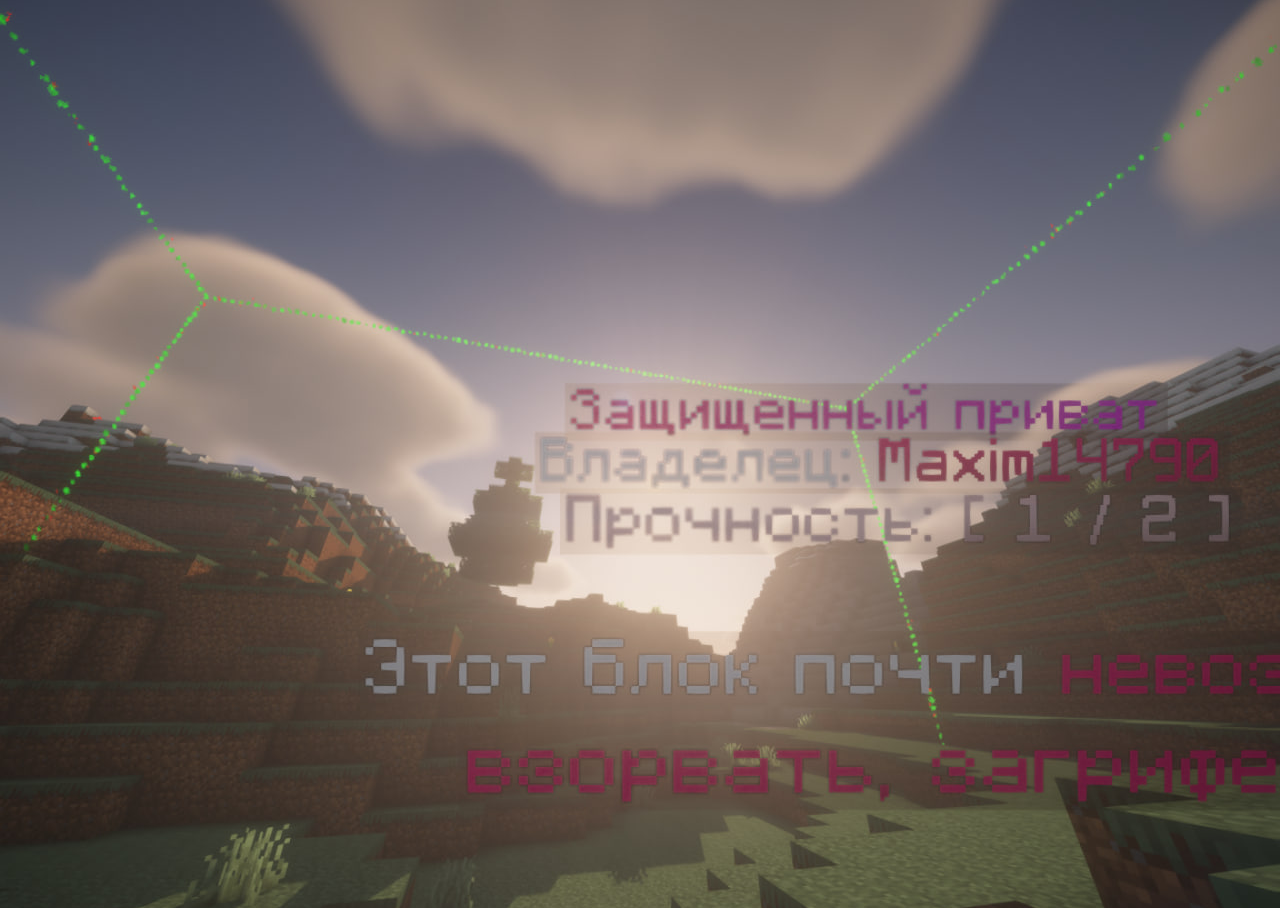 Защищенный приват
Владелец: Maxim14790
Прочность: [ 1 / 2 ]
Этот блок почти
взорвать,